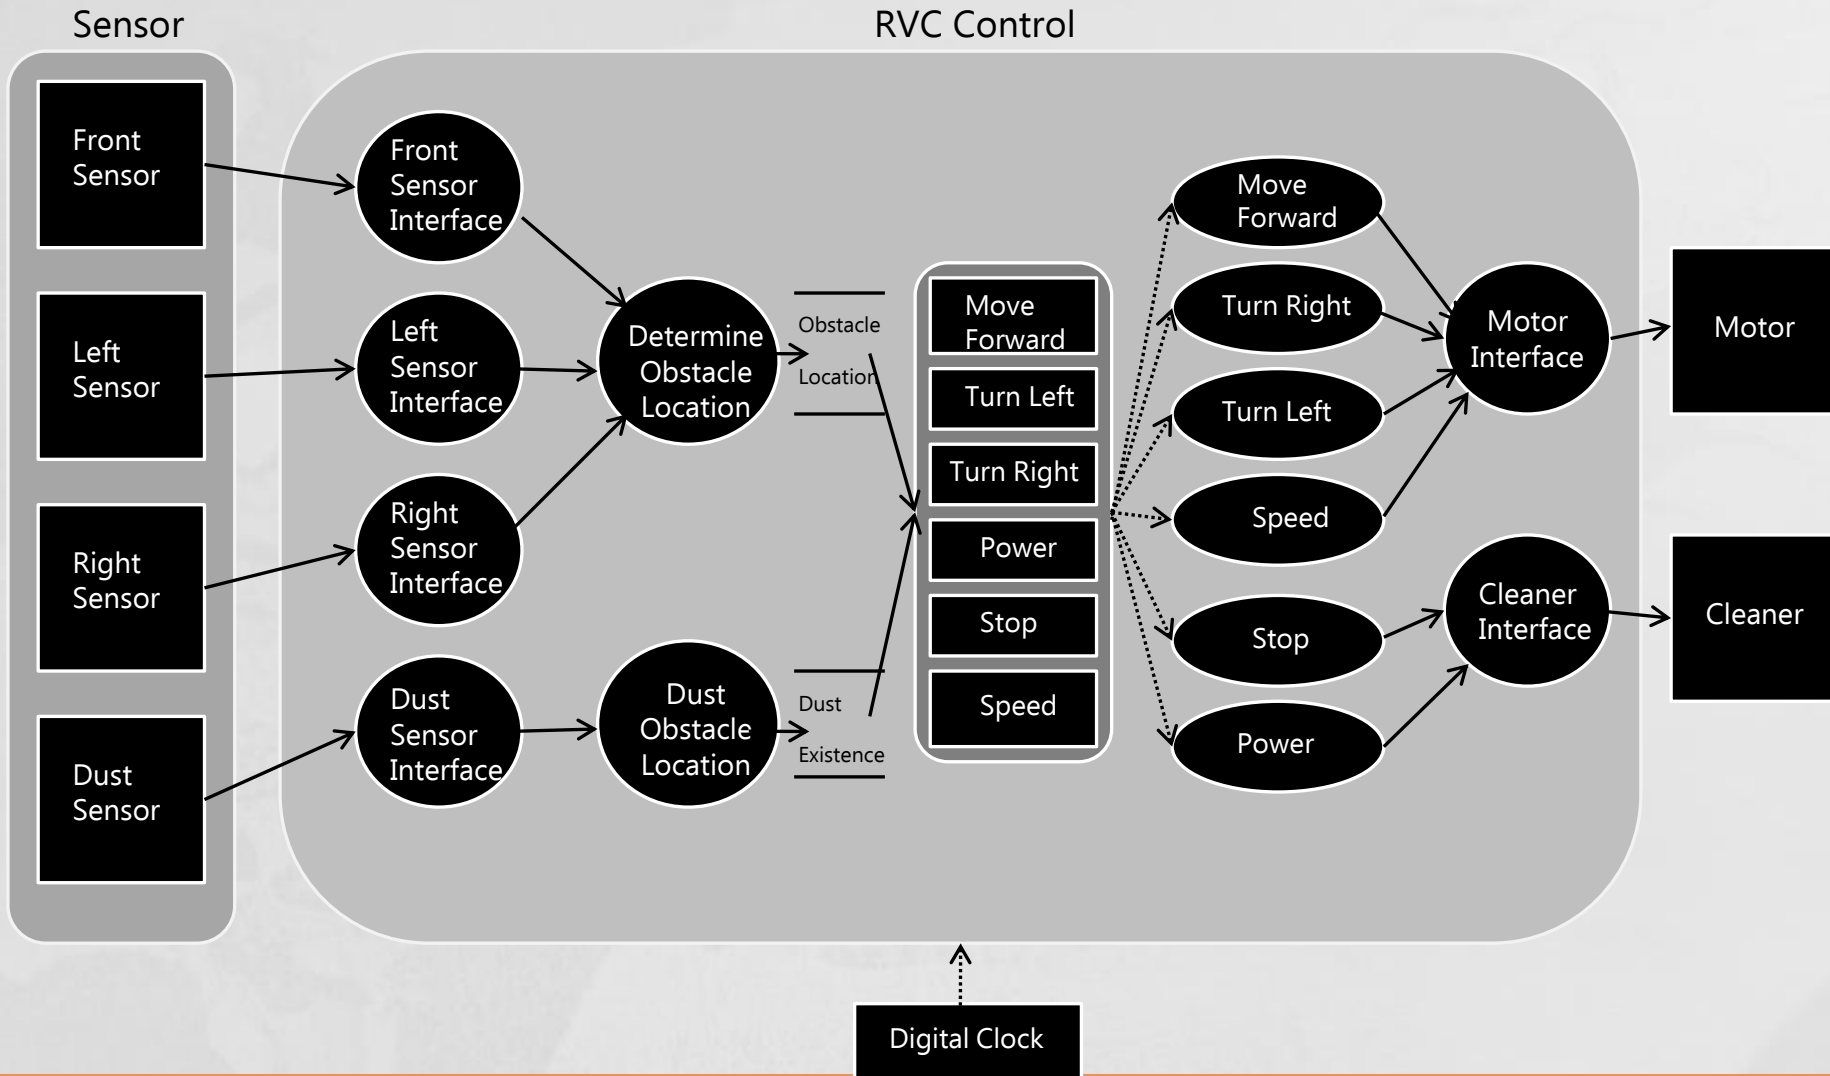 Sensor
RVC Control
Front
Sensor
Left
Sensor
Right
Sensor
Dust
Sensor
Front
Sensor
Interface
Left
Sensor
Interface
Right
Sensor
Interface
Dust
Sensor
Interface
Determine
Obstacle
Location
Dust
Obstacle
Location
Obstacle
Location
Dust
Existence
Move
Forward
Turn Left
Turn Right
Power
Stop
Speed
Move
Forward
Turn Right
Turn Left
Speed
Stop
Power
Motor
Interface
Cleaner
Interface
Motor
Cleaner
Digital Clock